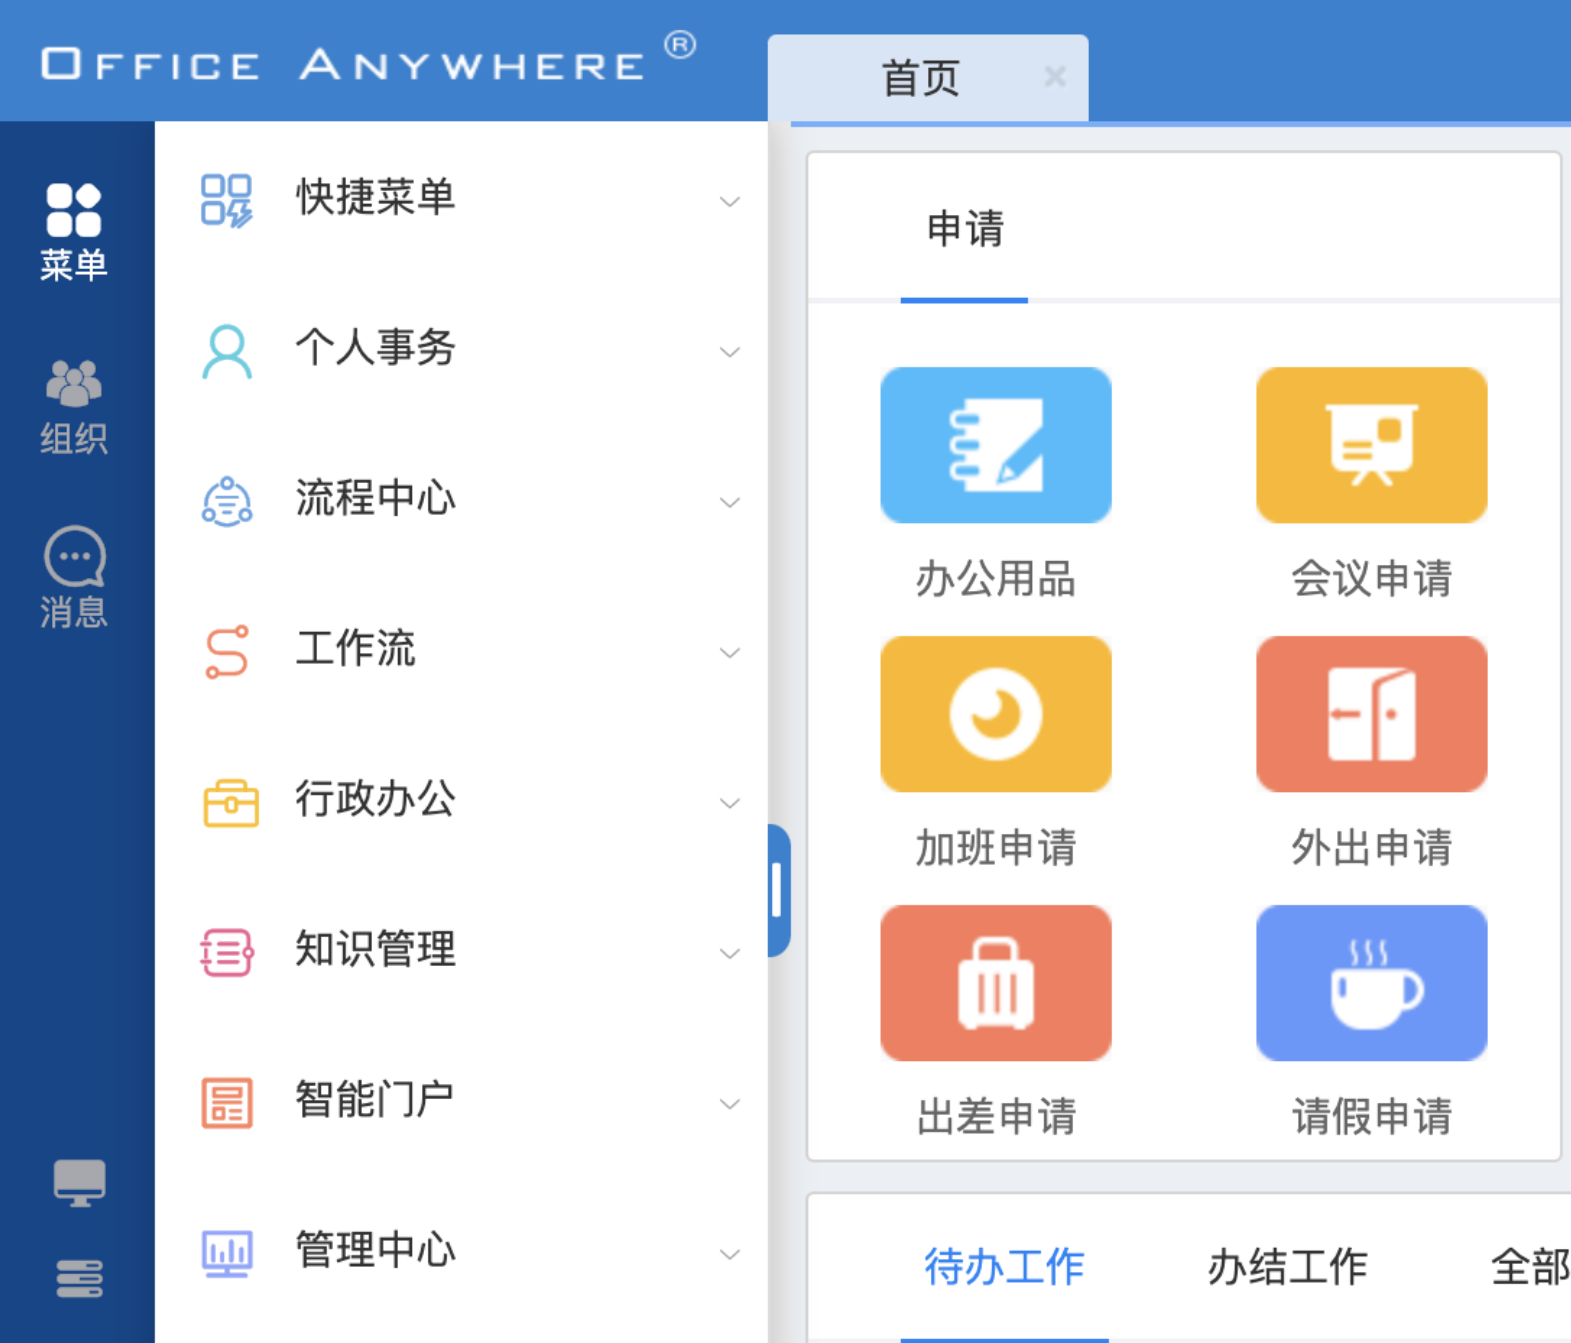 OFFICE ANYWHERE ®
首页
菜单
组织
消息
快捷菜单
个人事务
流程中心
工作流
行政办公
知识管理
智能门户
管理中心
申请
办公用品
会议申请
加班申请
外出申请
出差申请
请假申请
待办工作 办结工作 全部